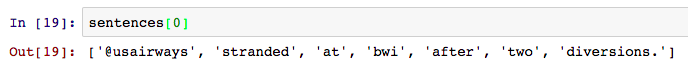 In [19]: sentences[0]
Out[19]: ['@usairways', 'stranded', 'at', 'bwi', 'after', 'two', 'diversions.']